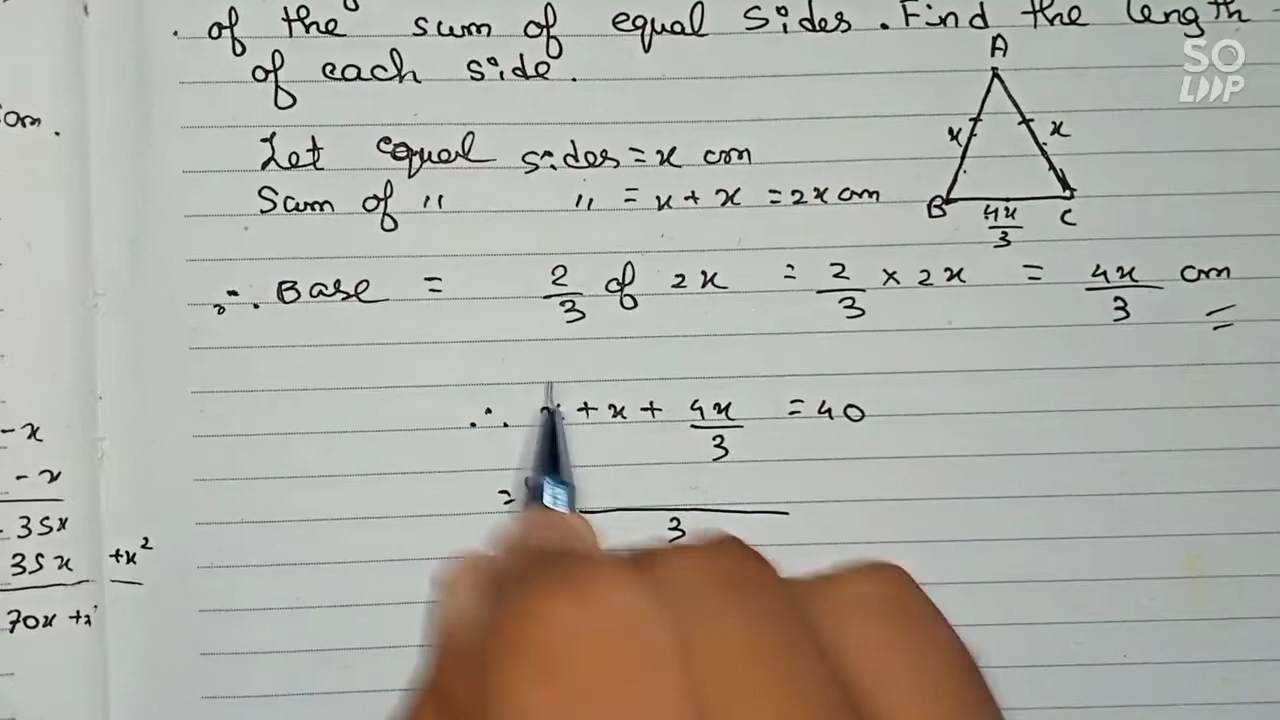 . of the sum of equal sides. Find the length
of each side.
om.
Let equal sides = x cm
Sum of " " = x + x = 2x cm
∴ Base = 2/3 of 2x = 2/3 × 2x = 4x/3 cm
A
x x
B 4x/3 C
∴ + x + 4x/3 = 40
= 3
- x
- x
35x
35x + x²
70x +
SO
LOOP